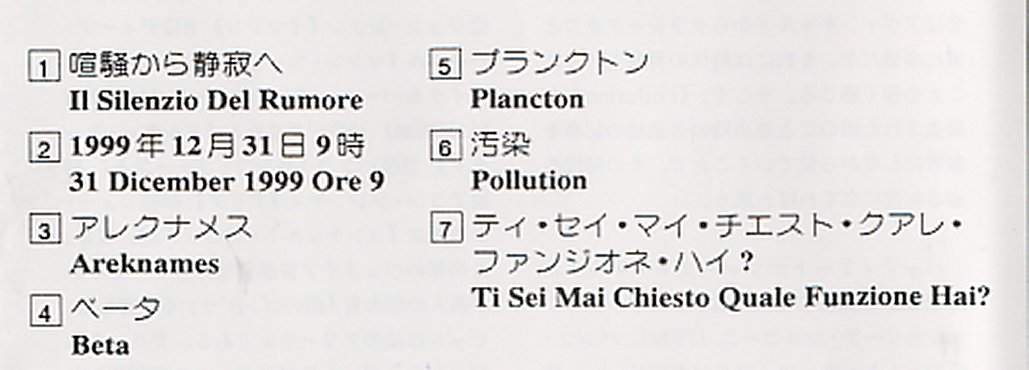 1 喧騒から静寂へ
Il Silenzio Del Rumore
2 1999年12月31日9時
31 Dicember 1999 Ore 9
3 アレクナメス
Areknames
4 ベータ
Beta
5 プランクトン
Plancton
6 汚染
Pollution
7 ティ・セイ・マイ・チエスト・クアレ・
ファンジオネ・ハイ?
Ti Sei Mai Chiesto Quale Funzione Hai?